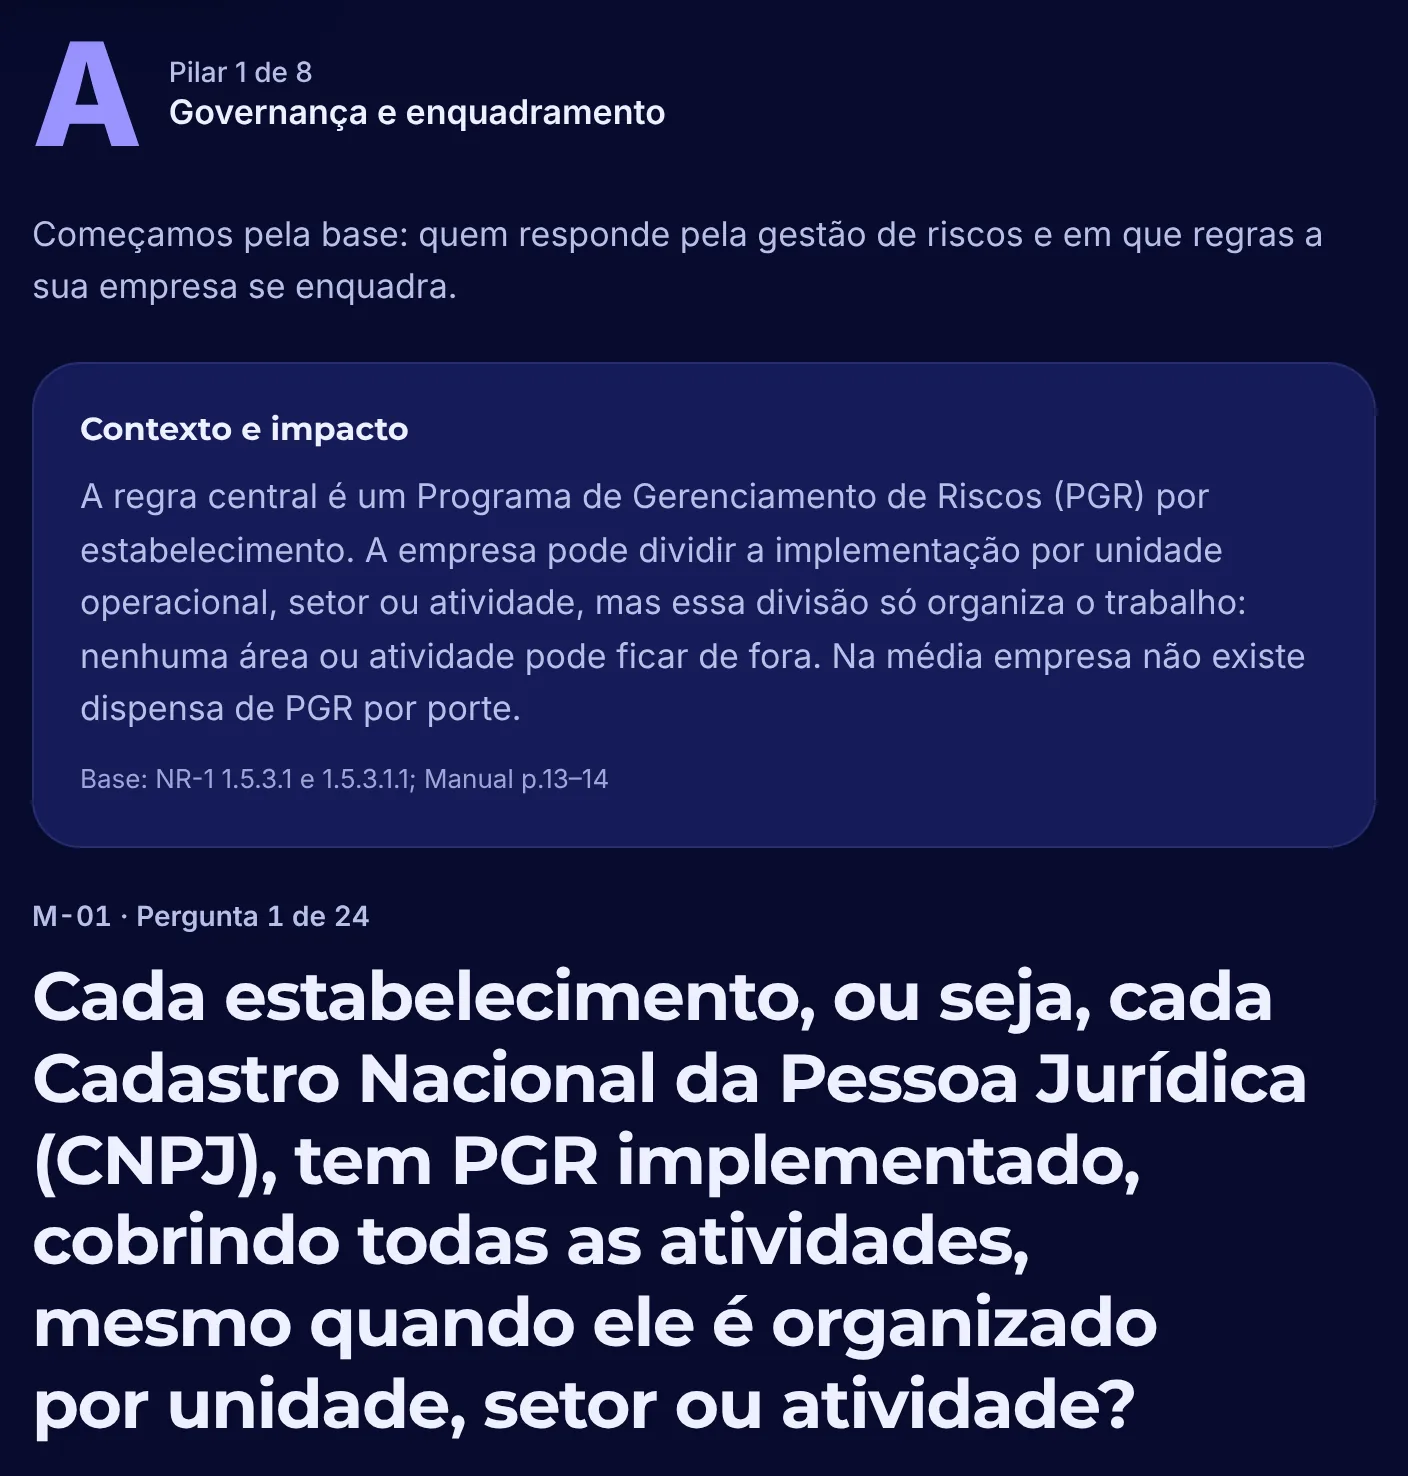 A
Pilar 1 de 8
Governança e enquadramento
Começamos pela base: quem responde pela gestão de riscos e em que regras a
sua empresa se enquadra.
Contexto e impacto
A regra central é um Programa de Gerenciamento de Riscos (PGR) por
estabelecimento. A empresa pode dividir a implementação por unidade
operacional, setor ou atividade, mas essa divisão só organiza o trabalho:
nenhuma área ou atividade pode ficar de fora. Na média empresa não existe
dispensa de PGR por porte.
Base: NR-1 1.5.3.1 e 1.5.3.1.1; Manual p.13–14
M-01 · Pergunta 1 de 24
Cada estabelecimento, ou seja, cada
Cadastro Nacional da Pessoa Jurídica
(CNPJ), tem PGR implementado,
cobrindo todas as atividades,
mesmo quando ele é organizado
por unidade, setor ou atividade?